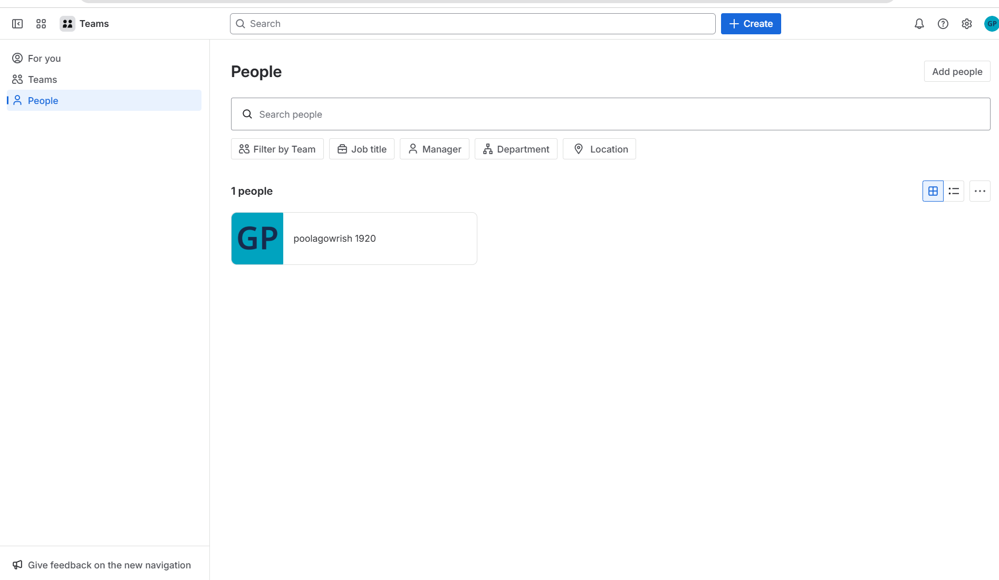 Teams
Search
Create
GP
For you
Teams
People
People
Add people
Search people
Filter by Team
Job title
Manager
Department
Location
1 people
GP
poolagowrish 1920
Give feedback on the new navigation